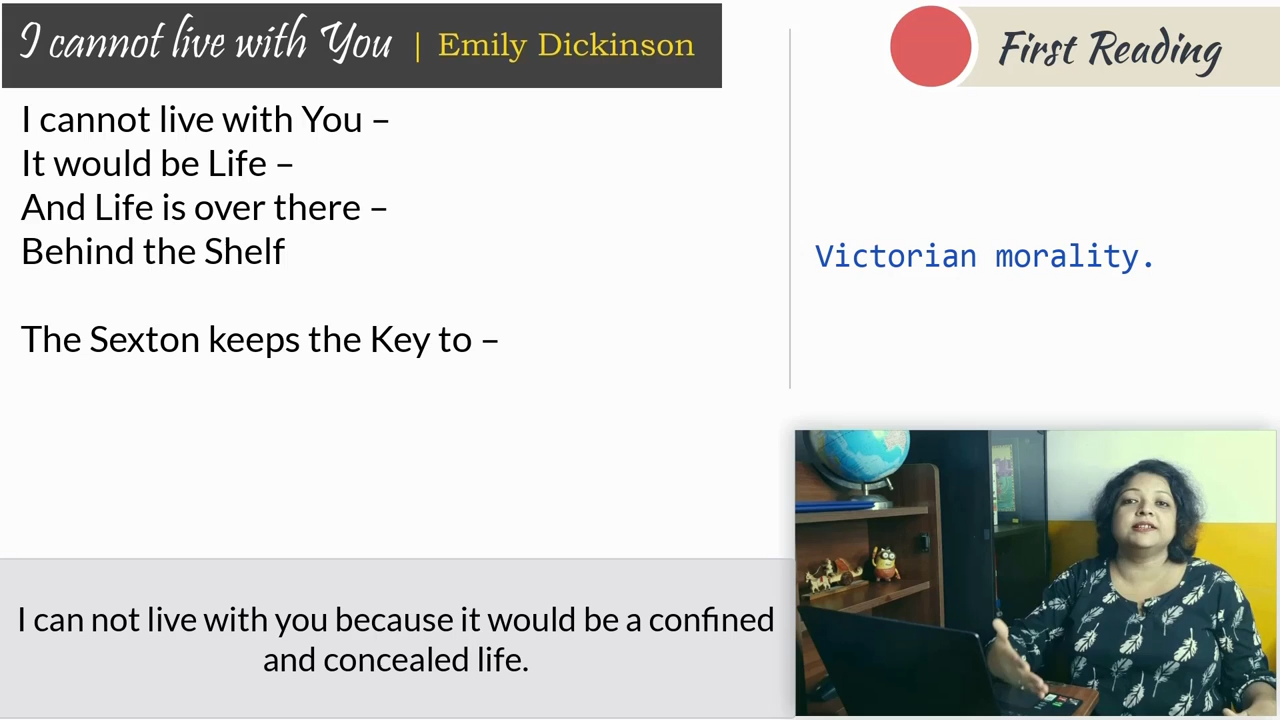 I cannot live with You | Emily Dickinson
First Reading
I cannot live with You –
It would be Life –
And Life is over there –
Behind the Shelf
The Sexton keeps the Key to –
Victorian morality.
I can not live with you because it would be a confined
and concealed life.